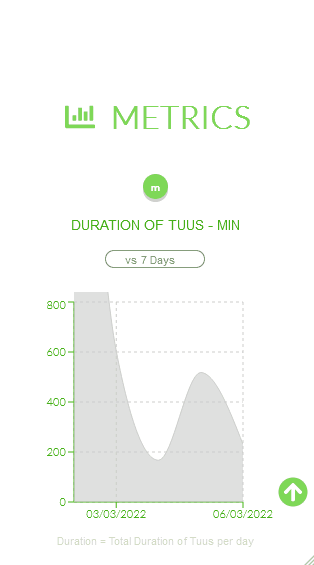 METRICS
m
DURATION OF TUUS - MIN
vs 7 Days
800
600
400
200
0
03/03/2022 06/03/2022
Duration = Total Duration of Tuus per day